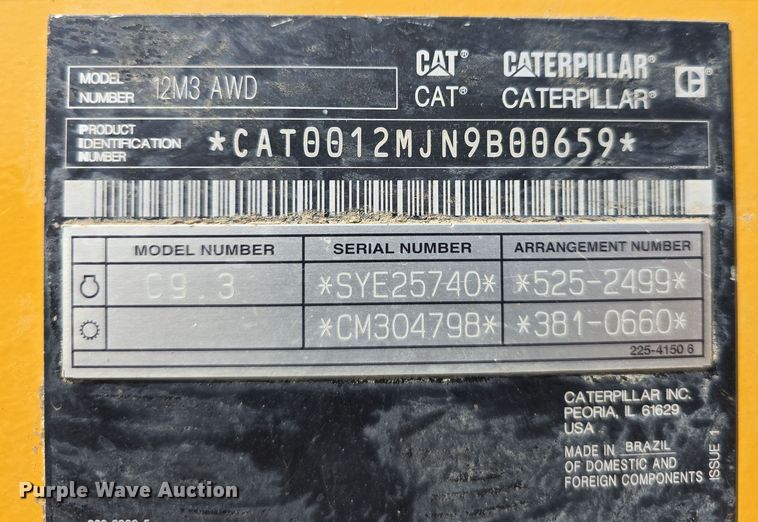 MODEL NUMBER 12M3 AWD
CAT® CATERPILLAR®
CAT® CATERPILLAR®
PRODUCT IDENTIFICATION NUMBER *CAT0012MJN9B00659*
MODEL NUMBER SERIAL NUMBER ARRANGEMENT NUMBER
C9.3 *SYE25740* *525-2499*
*CM304798* *381-0660*
225-4150 6
CATERPILLAR INC.
PEORIA, IL 61629
USA
MADE IN BRAZIL
OF DOMESTIC AND
FOREIGN COMPONENTS
ISSUE 1
Purple Wave Auction